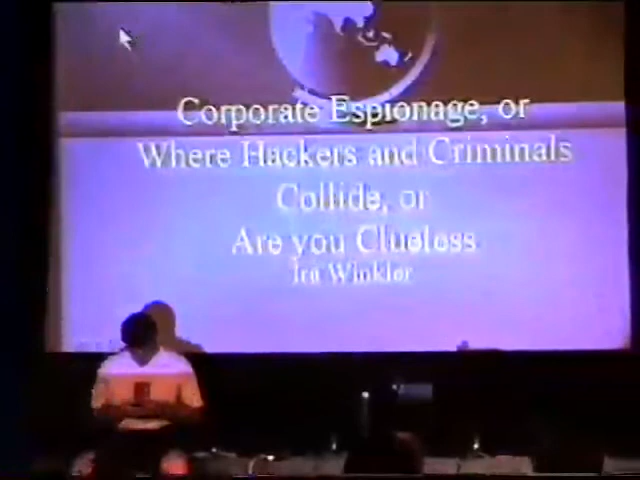 Corporate Espionage, or
Where Hackers and Criminals
Collide, or
Are you Clueless
Ira Winkler